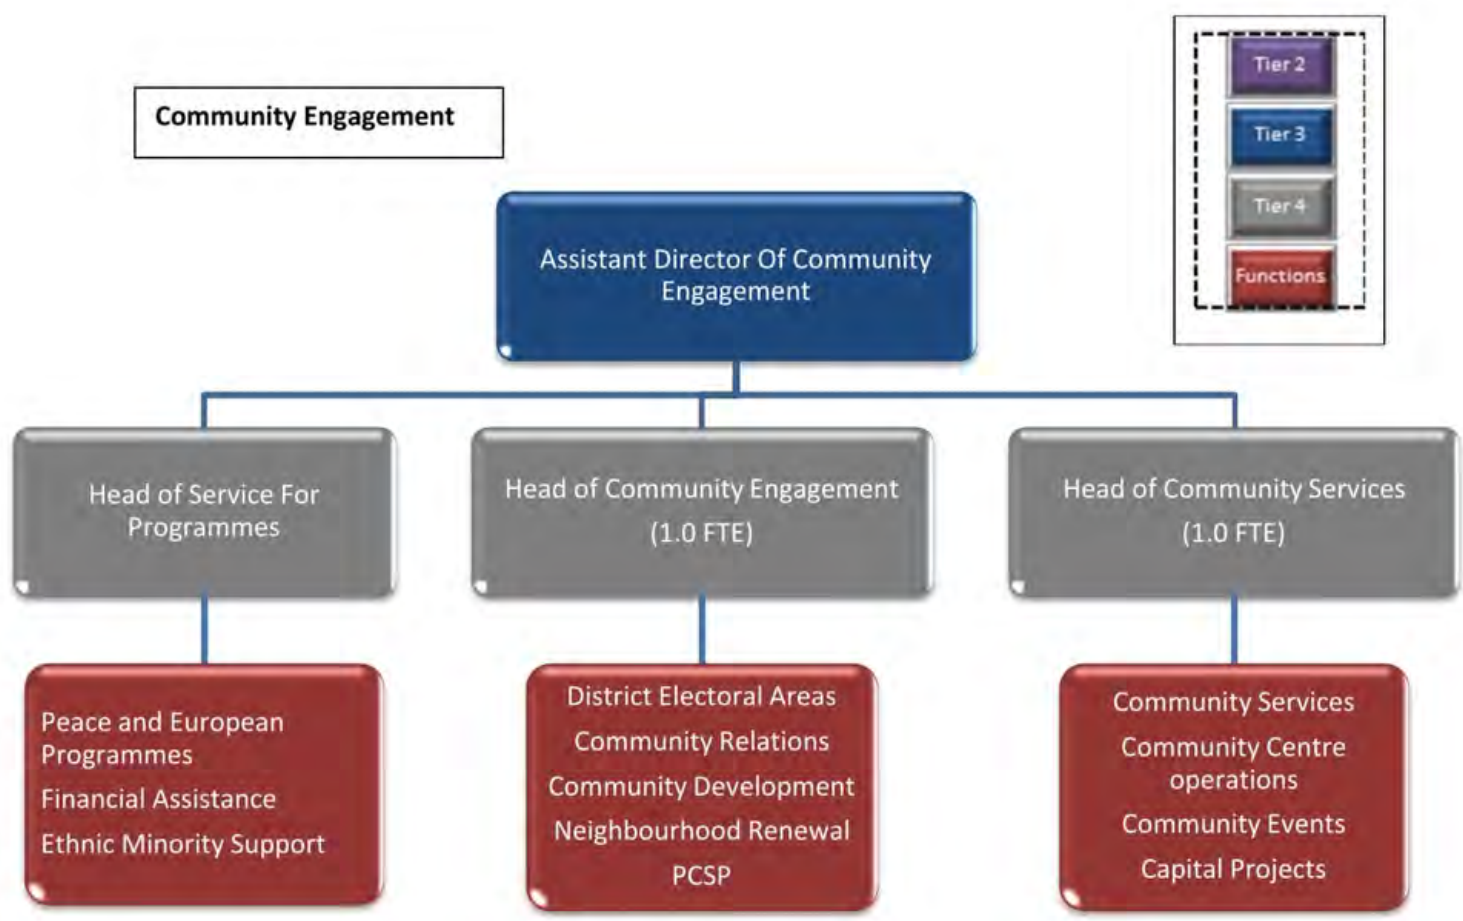 Community Engagement
Tier 2
Tier 3
Tier 4
Functions
Assistant Director Of Community
Engagement
Head of Service For
Programmes
Head of Community Engagement
(1.0 FTE)
Head of Community Services
(1.0 FTE)
Peace and European
Programmes
Financial Assistance
Ethnic Minority Support
District Electoral Areas
Community Relations
Community Development
Neighbourhood Renewal
PCSP
Community Services
Community Centre
operations
Community Events
Capital Projects